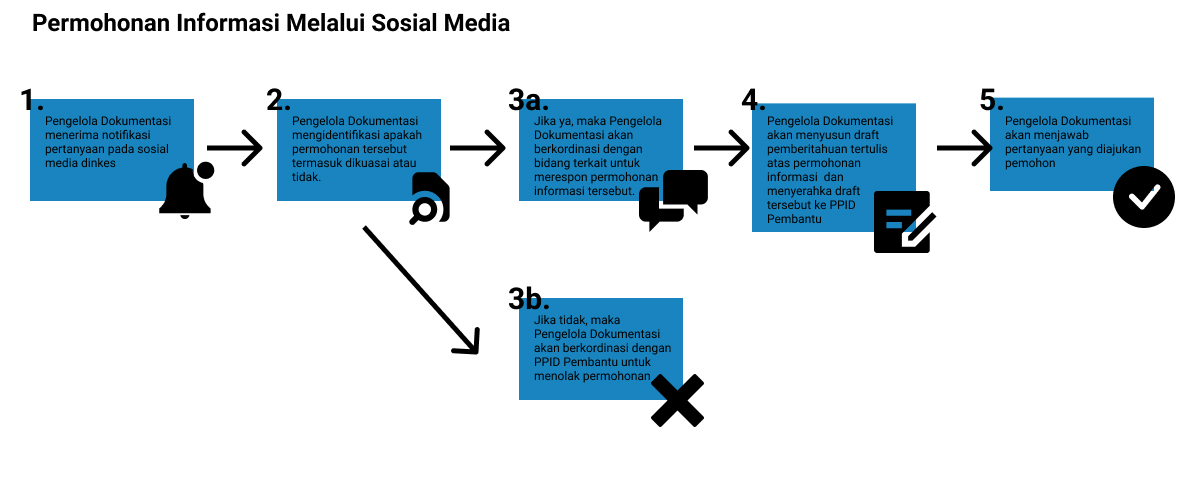 Permohonan Informasi Melalui Sosial Media
1.
Pengelola Dokumentasi
menerima notifikasi
pertanyaan pada sosial
media dinkes
2.
Pengelola Dokumentasi
mengidentifikasi apakah
permohonan tersebut
termasuk dikuasai atau
tidak.
3a.
Jika ya, maka Pengelola
Dokumentasi akan
berkordinasi dengan
bidang terkait untuk
merespon permohonan
informasi tersebut.
4.
Pengelola Dokumentasi
akan menyusun draft
pemberitahuan tertulis
atas permohonan
informasi dan
menyerahka draft
tersebut ke PPID
Pembantu
5.
Pengelola Dokumentasi
akan menjawab
pertanyaan yang diajukan
pemohon
3b.
Jika tidak, maka
Pengelola Dokumentasi
akan berkordinasi dengan
PPID Pembantu untuk
menolak permohonan